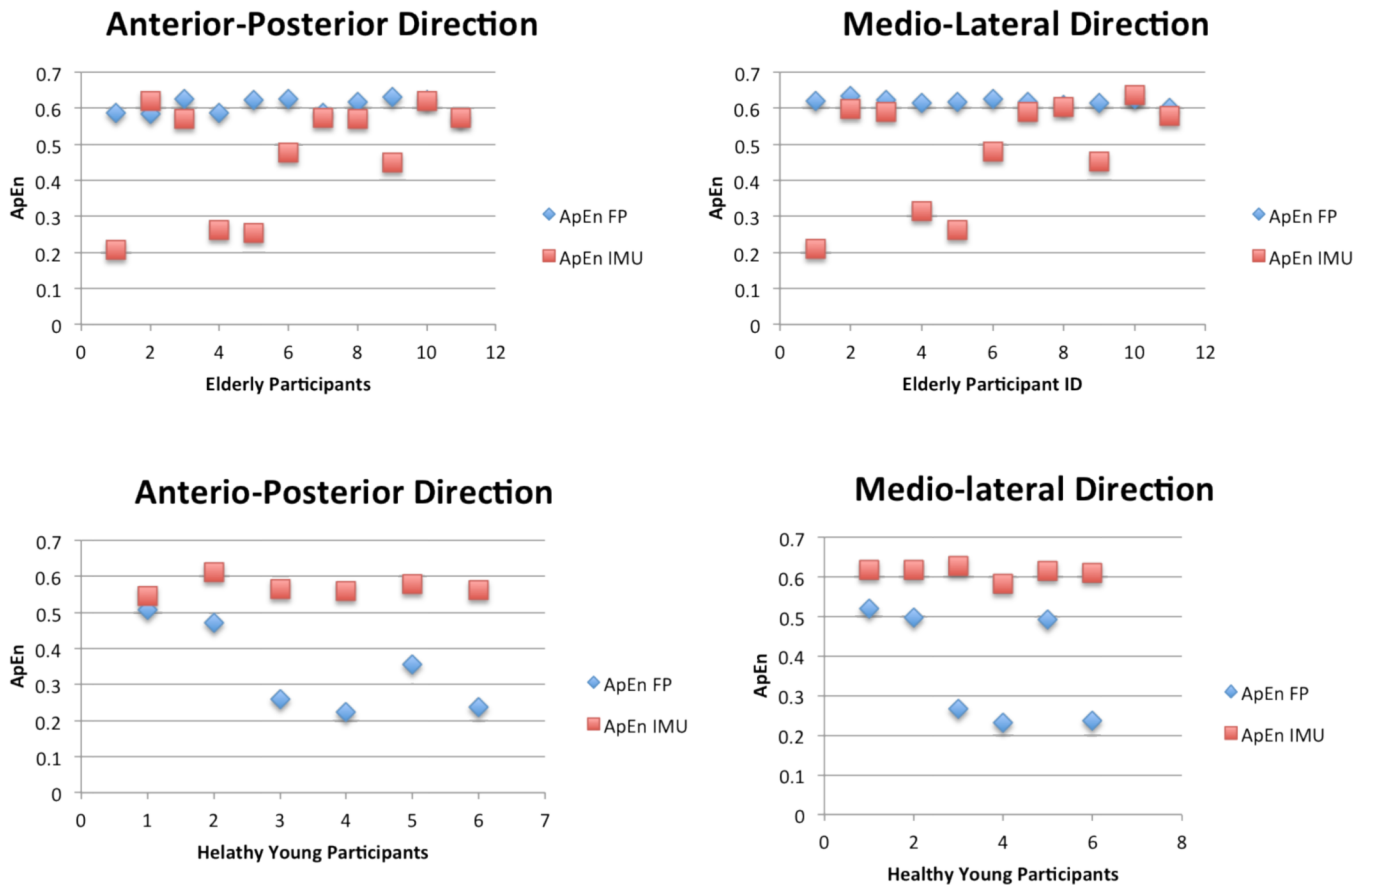 Anterior-Posterior Direction
0.7
0.6
0.5
0.4
0.3
0.2
0.1
0
ApEn
0 2 4 6 8 10 12
Elderly Participants
ApEn FP
ApEn IMU
Medio-Lateral Direction
0.7
0.6
0.5
0.4
0.3
0.2
0.1
0
ApEn
0 2 4 6 8 10 12
Elderly Participant ID
ApEn FP
ApEn IMU
Anterio-Posterior Direction
0.7
0.6
0.5
0.4
0.3
0.2
0.1
0
ApEn
0 1 2 3 4 5 6 7
Helathy Young Participants
ApEn FP
ApEn IMU
Medio-lateral Direction
0.7
0.6
0.5
0.4
0.3
0.2
0.1
0
ApEn
0 2 4 6 8
Healthy Young Participants
ApEn FP
ApEn IMU